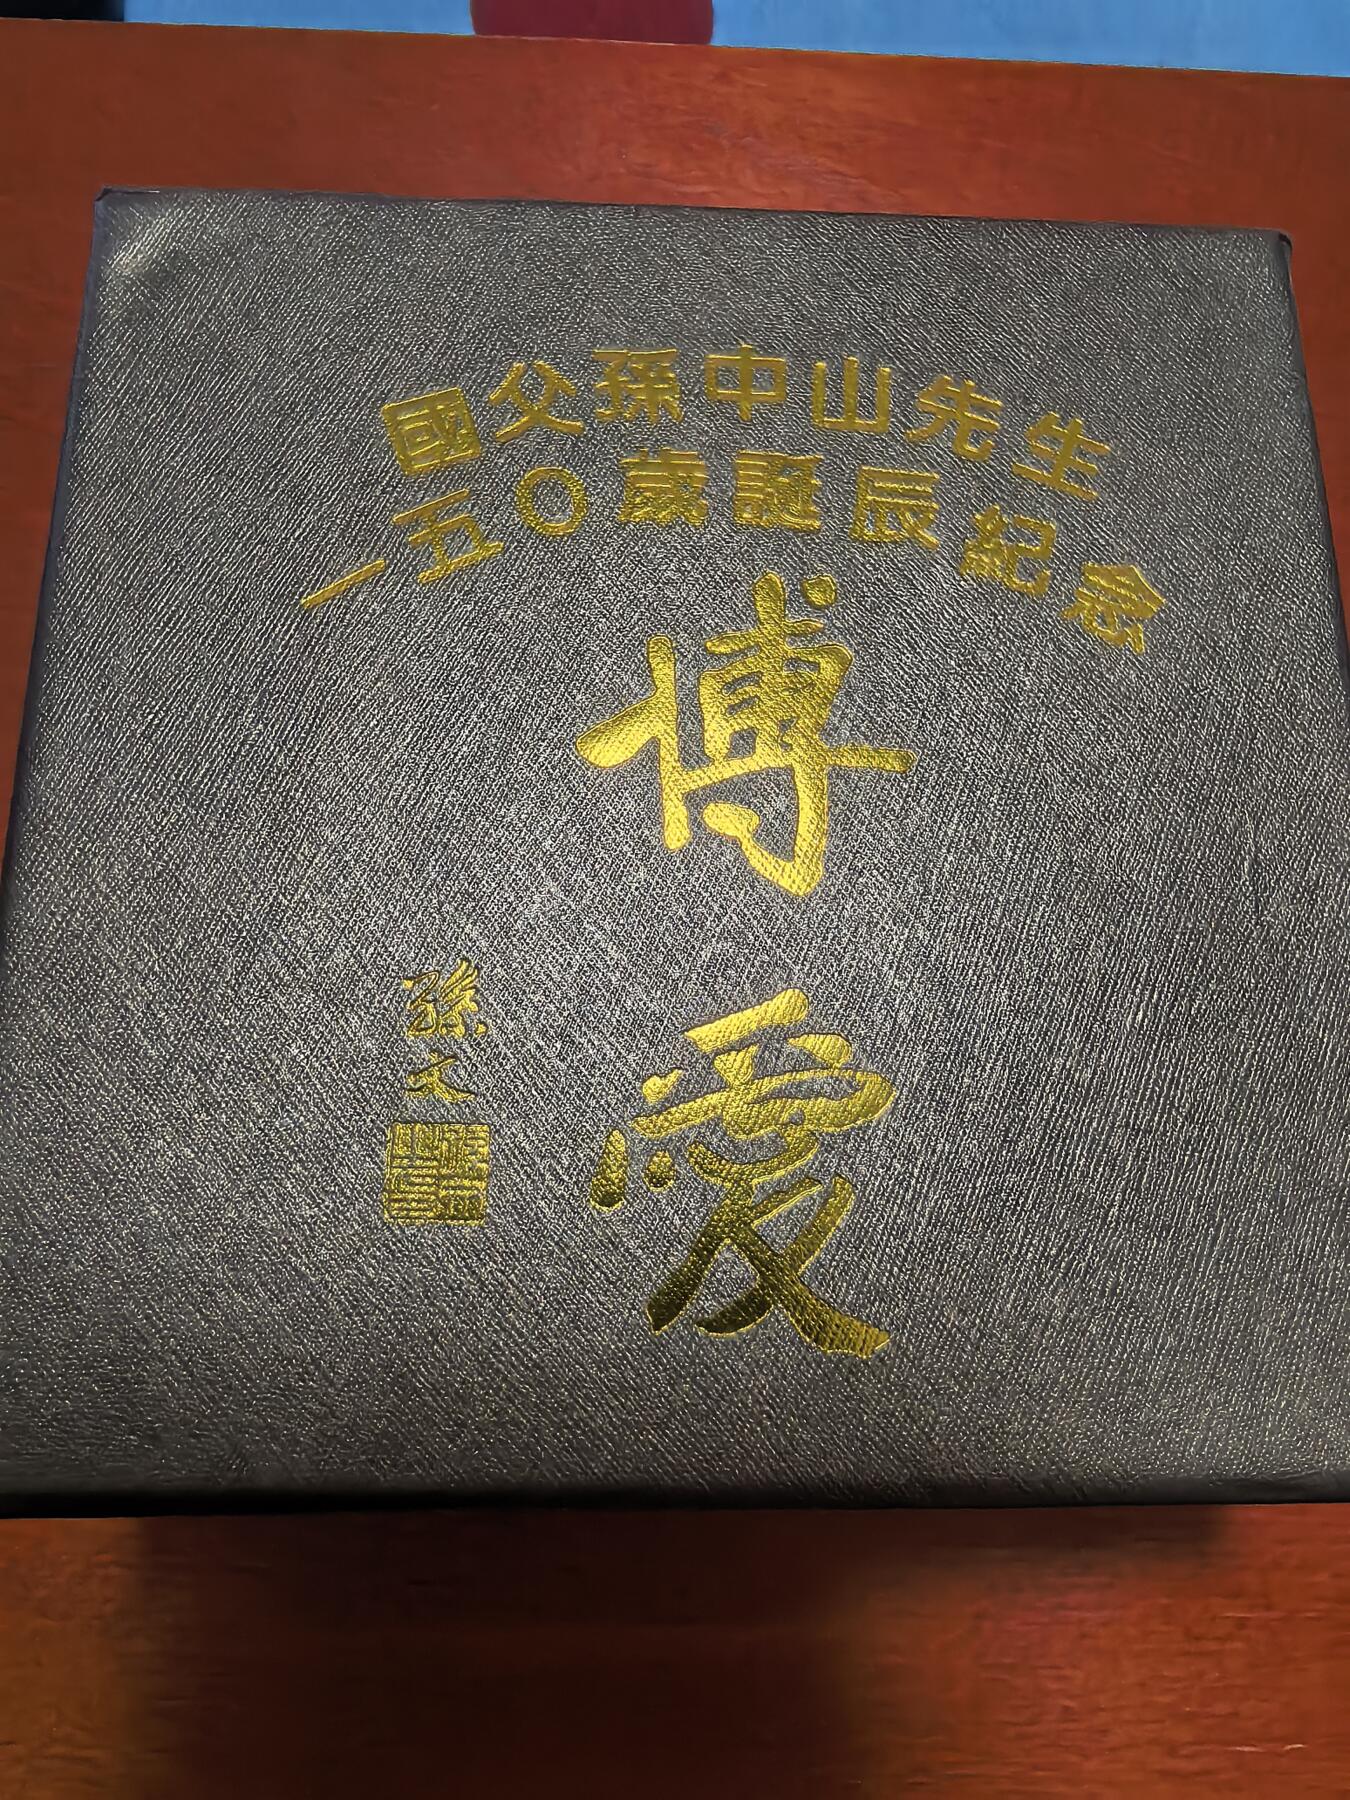 國父孫中山先生
一五〇歲誕辰紀念
博愛
孫文